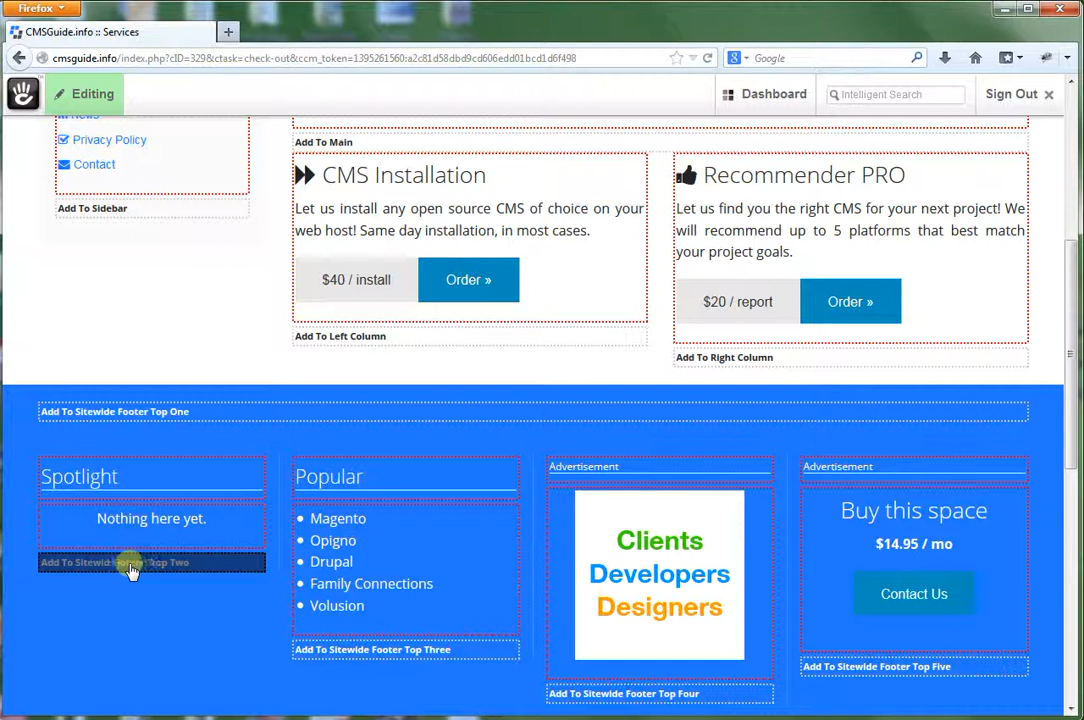 Firefox
CMSGuide.info :: Services
cmsguide.info/index.php?cID=329&ctask=check-out&ccm_token=1395261560:a2c81d58dbd9cd606edd01bcd1d6f498
Google
Editing
Dashboard
Intelligent Search
Sign Out
News
Privacy Policy
Contact
Add To Sidebar
Add To Main
CMS Installation
Let us install any open source CMS of choice on your
web host! Same day installation, in most cases.
$40 / install
Order »
Add To Left Column
Recommender PRO
Let us find you the right CMS for your next project! We
will recommend up to 5 platforms that best match
your project goals.
$20 / report
Order »
Add To Right Column
Add To Sitewide Footer Top One
Spotlight
Nothing here yet.
Add To Sitewide Footer Top Two
Popular
Magento
Opigno
Drupal
Family Connections
Volusion
Add To Sitewide Footer Top Three
Advertisement
Clients
Developers
Designers
Add To Sitewide Footer Top Four
Advertisement
Buy this space
$14.95 / mo
Contact Us
Add To Sitewide Footer Top Five